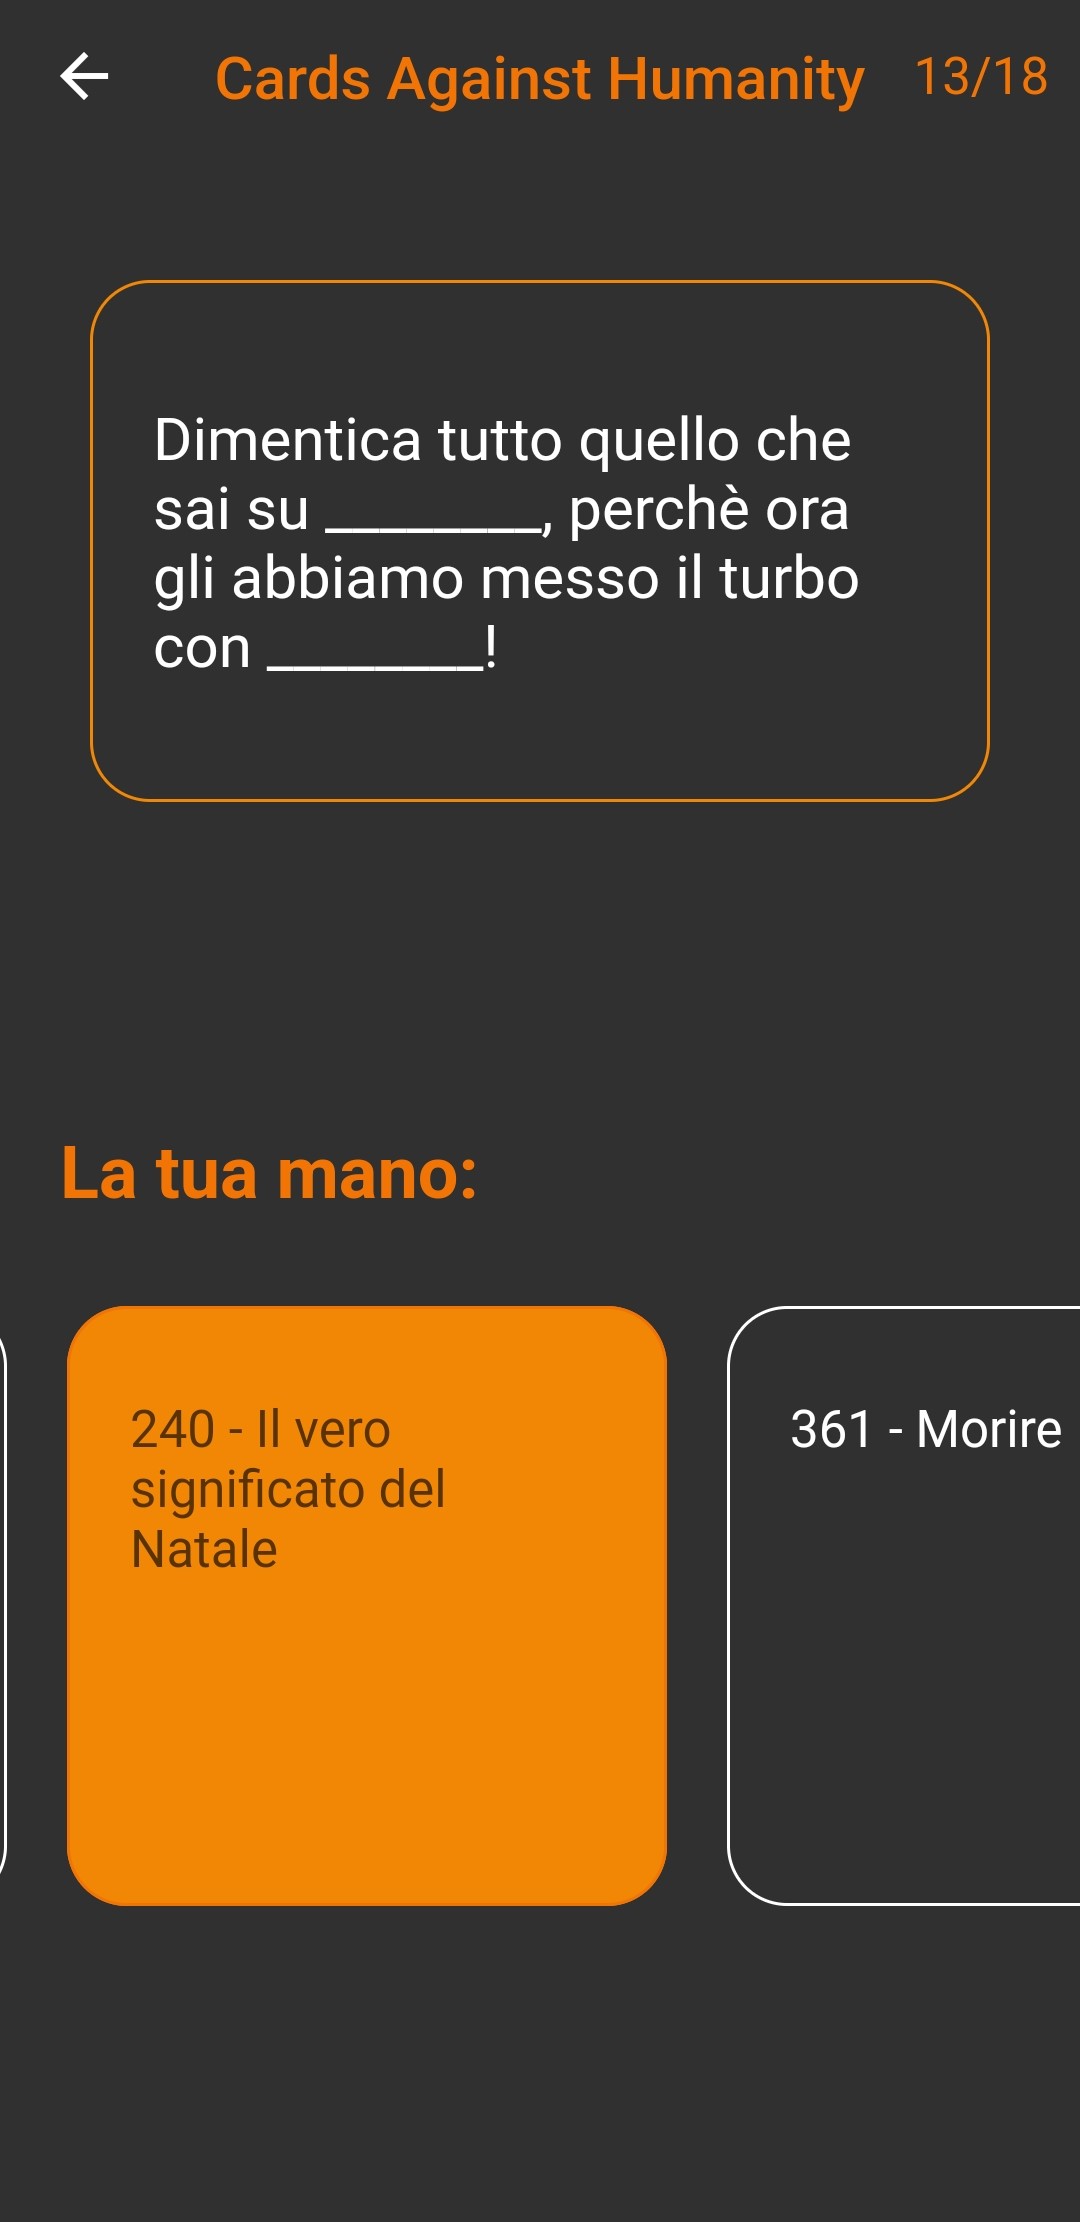 Cards Against Humanity 13/18
Dimentica tutto quello che
sai su ________, perchè ora
gli abbiamo messo il turbo
con ________!
La tua mano:
240 - Il vero
significato del
Natale
361 - Morire